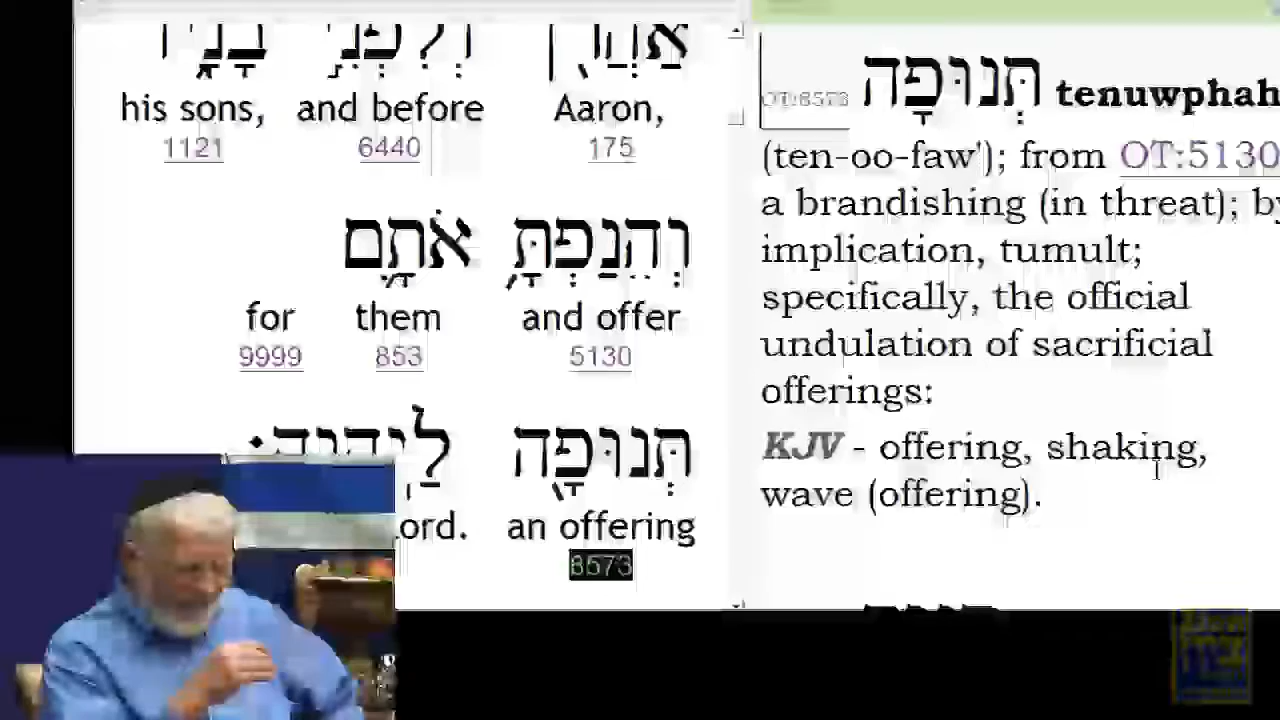 אַהֲרֹן וְלִפְנֵי בָנָיו
Aaron, and before his sons,
175 6440 1121
וְהֵנַפְתָּ אֹתָם
and offer them for
5130 853 9999
תְּנוּפָה לַיהוָה׃
an offering ord.
8573
OT:8573 תְּנוּפָה tenuwphah
(ten-oo-faw'); from OT:5130
a brandishing (in threat); by
implication, tumult;
specifically, the official
undulation of sacrificial
offerings:
KJV - offering, shaking,
wave (offering).